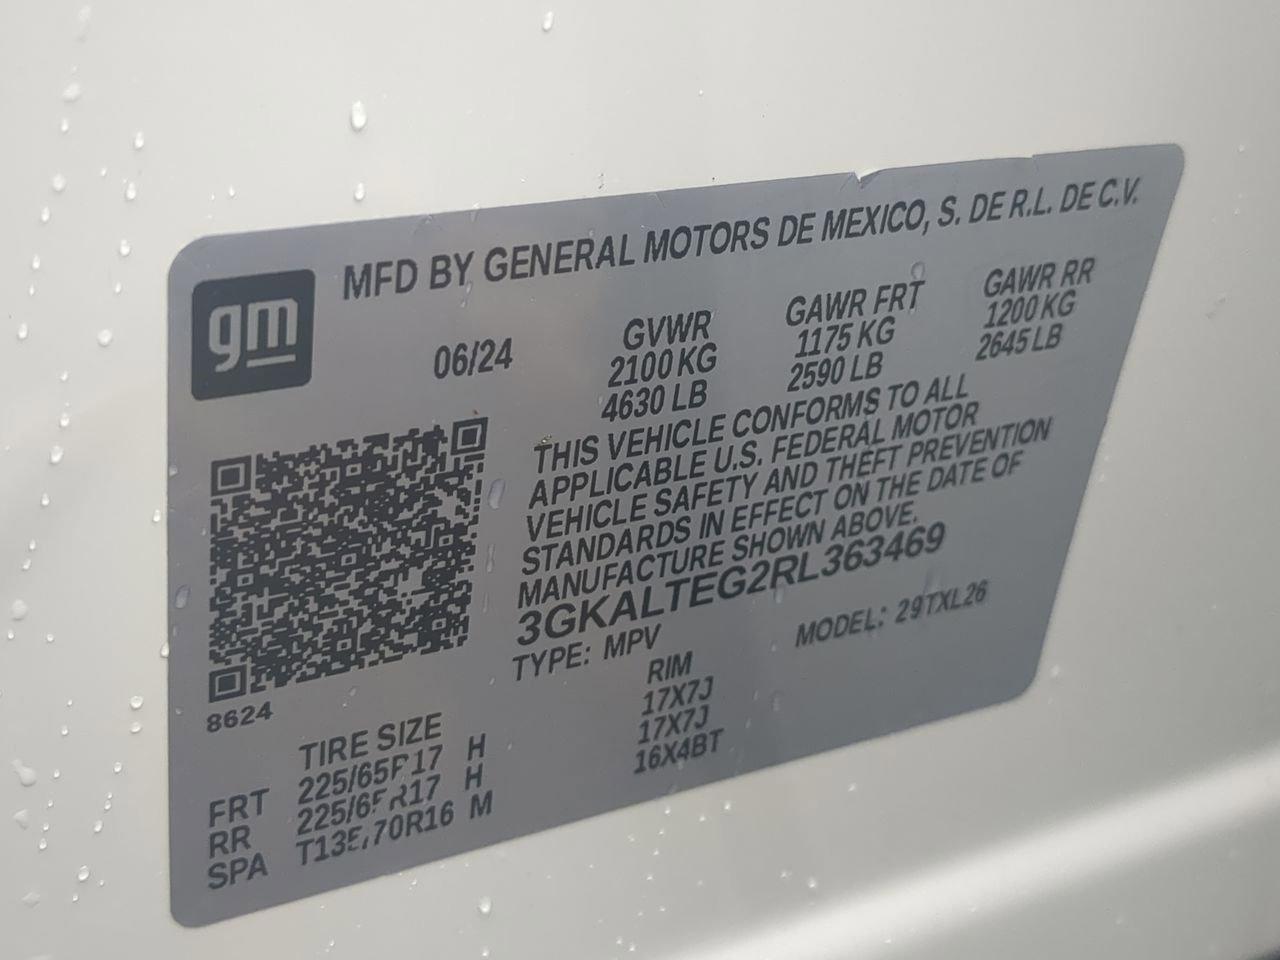 gm
MFD BY GENERAL MOTORS DE MEXICO, S. DE R.L. DE C.V.
06/24
GVWR
2100 KG
4630 LB
GAWR FRT
1175 KG
2590 LB
GAWR RR
1200 KG
2645 LB
THIS VEHICLE CONFORMS TO ALL
APPLICABLE U.S. FEDERAL MOTOR
VEHICLE SAFETY AND THEFT PREVENTION
STANDARDS IN EFFECT ON THE DATE OF
MANUFACTURE SHOWN ABOVE.
3GKALTEG2RL363469
TYPE: MPV
MODEL: 29TXL26
8624
TIRE SIZE
RIM
FRT 225/65R17 H 17X7J
RR 225/65R17 H 17X7J
SPA T135/70R16 M 16X4BT